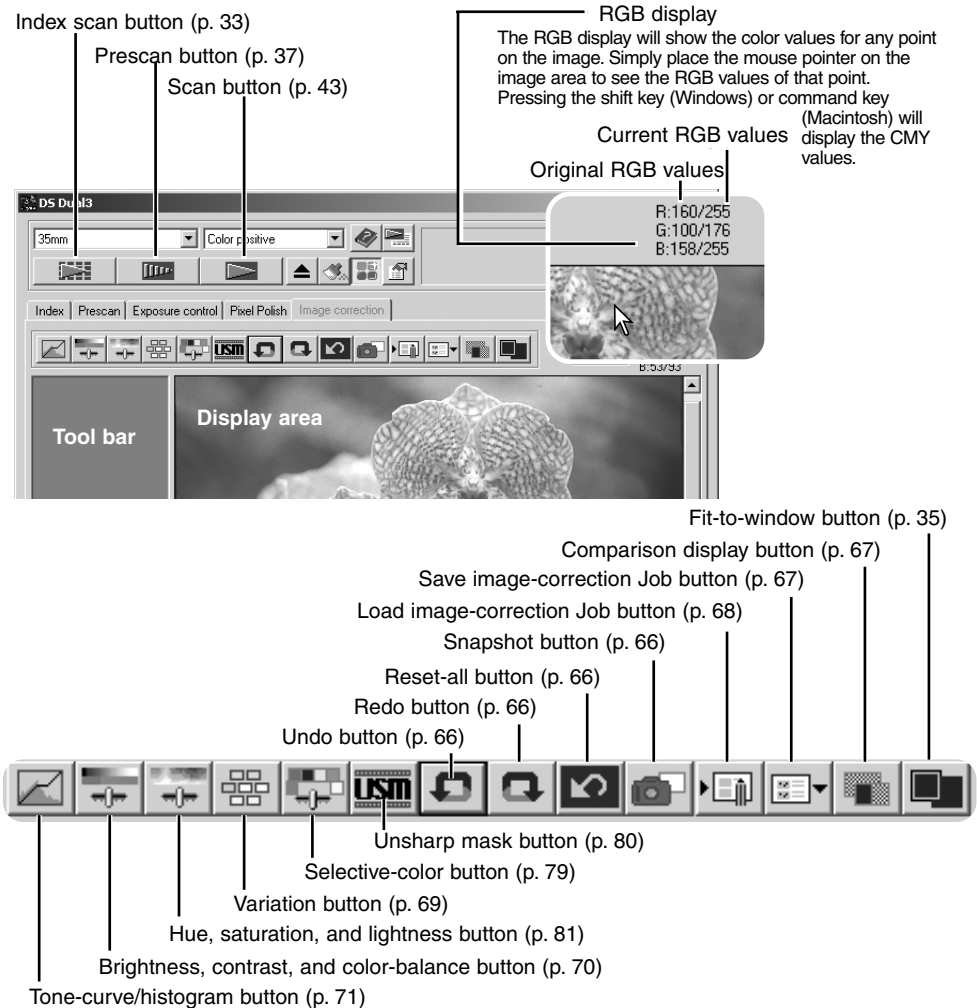 Index scan button (p. 33)
Prescan button (p. 37)
Scan button (p. 43)
RGB display
The RGB display will show the color values for any point
on the image. Simply place the mouse pointer on the
image area to see the RGB values of that point.
Pressing the shift key (Windows) or command key
(Macintosh) will
display the CMY
values.
Current RGB values
Original RGB values
R:160/255
G:100/176
B:158/255
DS Dual3
35mm
Color positive
Index
Prescan
Exposure control
Pixel Polish
Image correction
USM
B:53/93
Tool bar
Display area
Fit-to-window button (p. 35)
Comparison display button (p. 67)
Save image-correction Job button (p. 67)
Load image-correction Job button (p. 68)
Snapshot button (p. 66)
Reset-all button (p. 66)
Redo button (p. 66)
Undo button (p. 66)
USM
Unsharp mask button (p. 80)
Selective-color button (p. 79)
Variation button (p. 69)
Hue, saturation, and lightness button (p. 81)
Brightness, contrast, and color-balance button (p. 70)
Tone-curve/histogram button (p. 71)